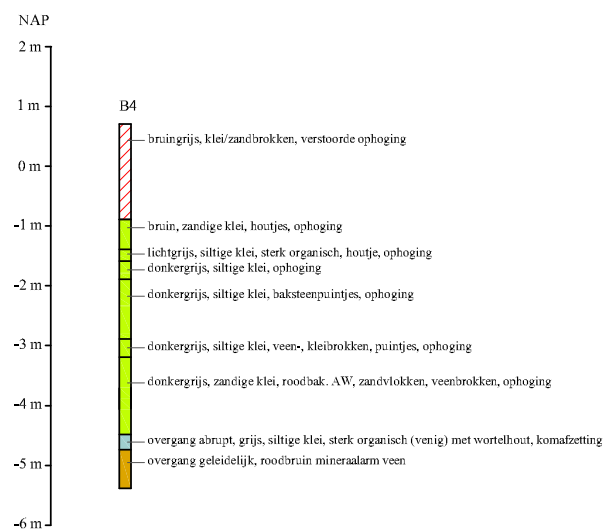 NAP
2 m
1 m
B4
bruingrijs, klei/zandbrokken, verstoorde ophoging
0 m
-1 m
bruin, zandige klei, houtjes, ophoging
lichtgrijs, siltige klei, sterk organisch, houtje, ophoging
donkergrijs, siltige klei, ophoging
-2 m
donkergrijs, siltige klei, baksteenpuintjes, ophoging
-3 m
donkergrijs, siltige klei, veen-, kleibrokken, puintjes, ophoging
donkergrijs, zandige klei, roodbak. AW, zandvlokken, veenbrokken, ophoging
-4 m
overgang abrupt, grijs, siltige klei, sterk organisch (venig) met wortelhout, komafzetting
-5 m
overgang geleidelijk, roodbruin mineraalarm veen
-6 m